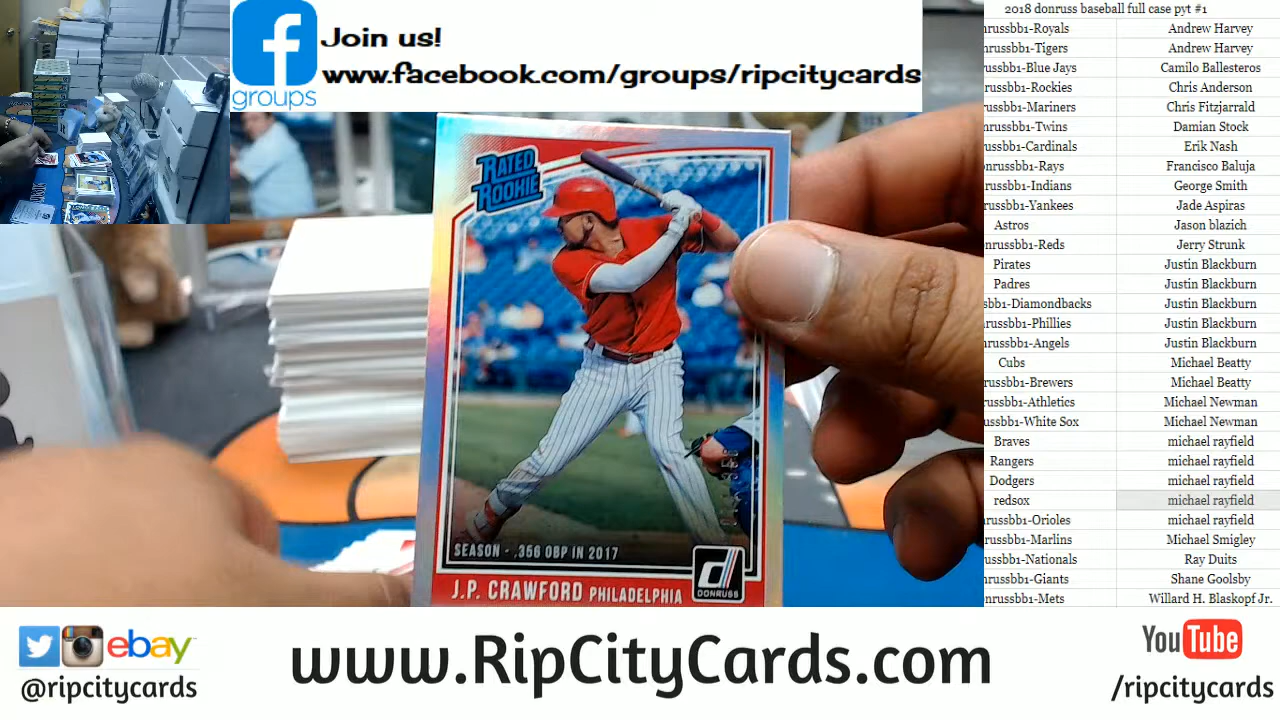 2018 donruss baseball full case pyt #1
Join us!
www.facebook.com/groups/ripcitycards
groups
nrussbb1-Royals Andrew Harvey
nrussbb1-Tigers Andrew Harvey
russbb1-Blue Jays Camilo Ballesteros
russbb1-Rockies Chris Anderson
russbb1-Mariners Chris Fitzjarrald
nrussbb1-Twins Damian Stock
russbb1-Cardinals Erik Nash
onrussbb1-Rays Francisco Baluja
russbb1-Indians George Smith
russbb1-Yankees Jade Aspiras
Astros Jason blazich
onrussbb1-Reds Jerry Strunk
Pirates Justin Blackburn
Padres Justin Blackburn
sbb1-Diamondbacks Justin Blackburn
russbb1-Phillies Justin Blackburn
russbb1-Angels Justin Blackburn
Cubs Michael Beatty
russbb1-Brewers Michael Beatty
russbb1-Athletics Michael Newman
ussbb1-White Sox Michael Newman
Braves michael rayfield
Rangers michael rayfield
Dodgers michael rayfield
redsox michael rayfield
russbb1-Orioles michael rayfield
russbb1-Marlins Michael Smigley
russbb1-Nationals Ray Duits
nrussbb1-Giants Shane Goolsby
onrussbb1-Mets Willard H. Blaskopf Jr.
RATED
ROOKIE
SEASON - .356 OBP IN 2017
J.P. CRAWFORD PHILADELPHIA
DONRUSS
ebay
@ripcitycards
www.RipCityCards.com
YouTube
/ripcitycards